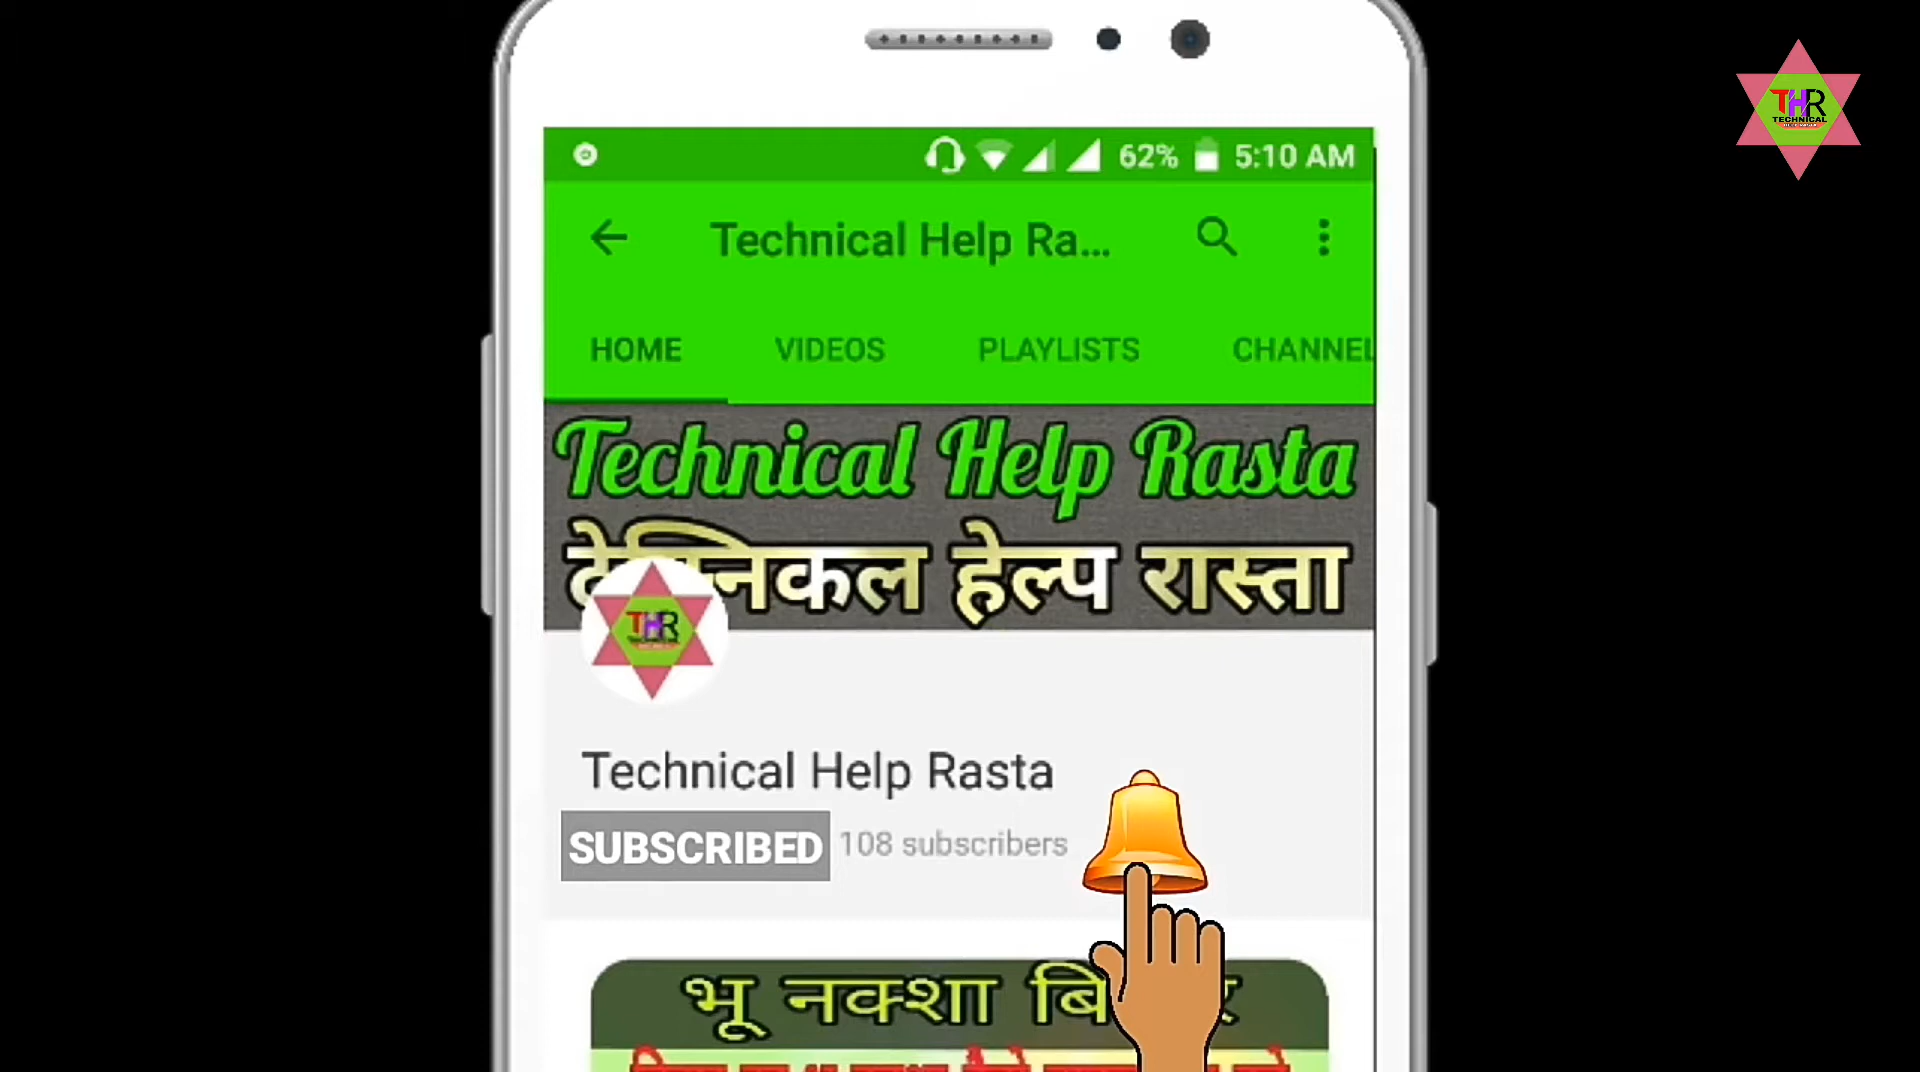 THR
TECHNICAL
62% 5:10 AM
Technical Help Ra...
HOME VIDEOS PLAYLISTS CHANNEL
Technical Help Rasta
हेल्प रास्ता
THR
Technical Help Rasta
SUBSCRIBED 108 subscribers
भू नक्शा